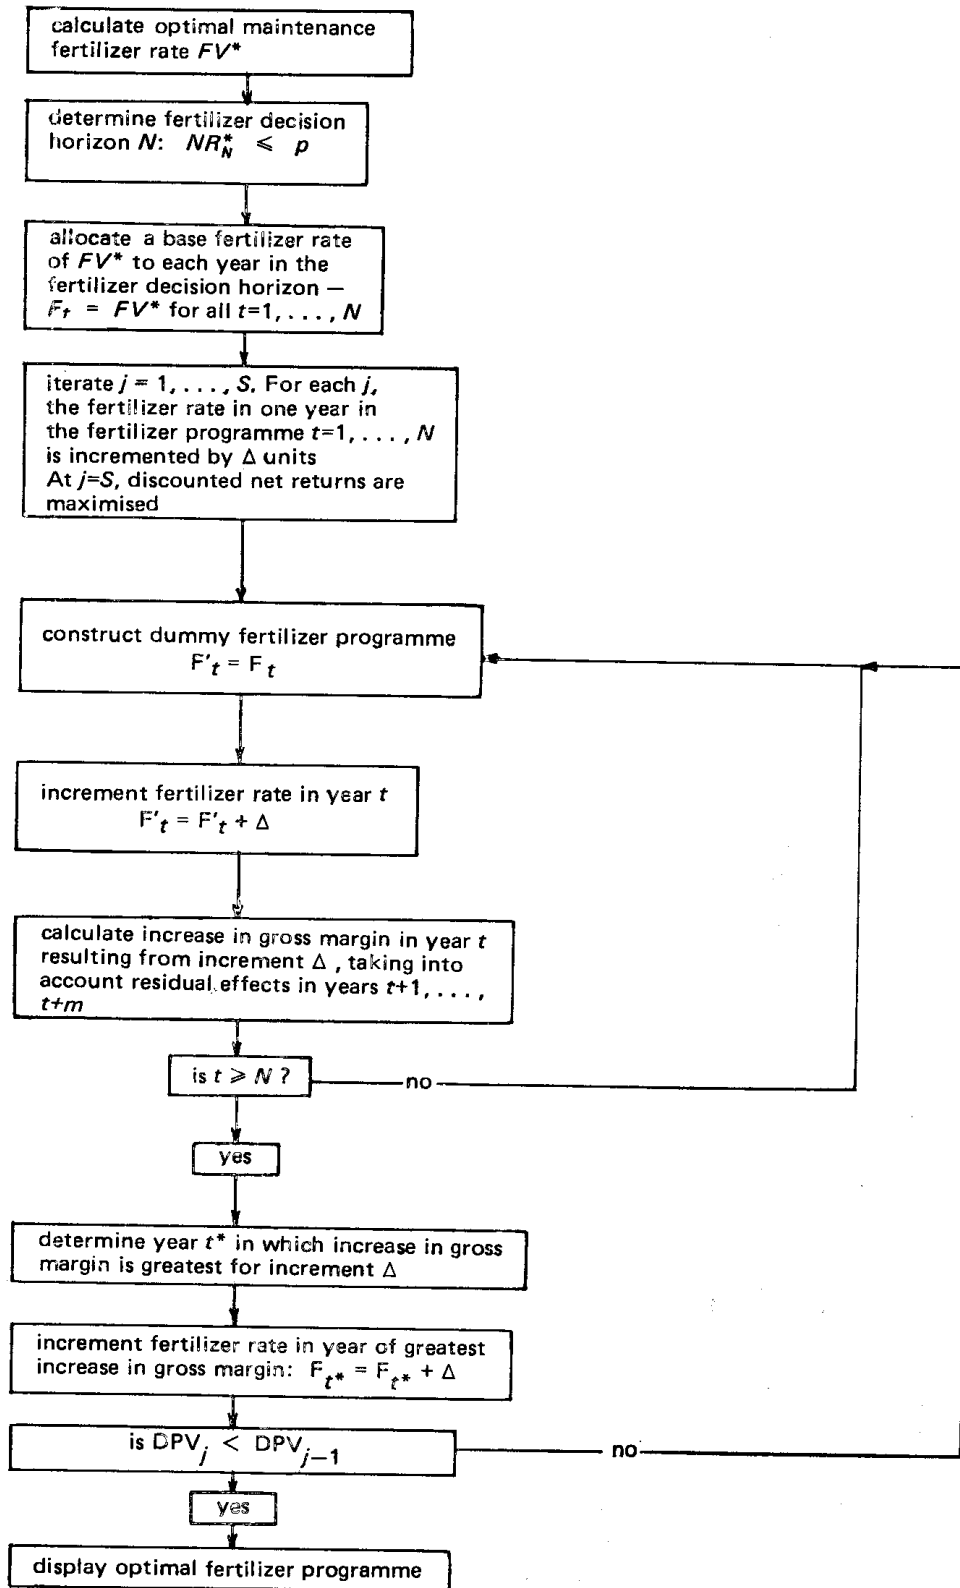 calculate optimal maintenance
fertilizer rate FV*
determine fertilizer decision
horizon N: NR*N ⩽ p
allocate a base fertilizer rate
of FV* to each year in the
fertilizer decision horizon —
Ft = FV* for all t=1, . . . , N
iterate j = 1, . . . , S. For each j,
the fertilizer rate in one year in
the fertilizer programme t=1, . . . , N
is incremented by Δ units
At j=S, discounted net returns are
maximised
construct dummy fertilizer programme
F't = Ft
increment fertilizer rate in year t
F't = F't + Δ
calculate increase in gross margin in year t
resulting from increment Δ , taking into
account residual effects in years t+1, . . . ,
t+m
is t ⩾ N ?
no
yes
determine year t* in which increase in gross
margin is greatest for increment Δ
increment fertilizer rate in year of greatest
increase in gross margin: Ft* = Ft* + Δ
is DPVj < DPVj−1
no
yes
display optimal fertilizer programme